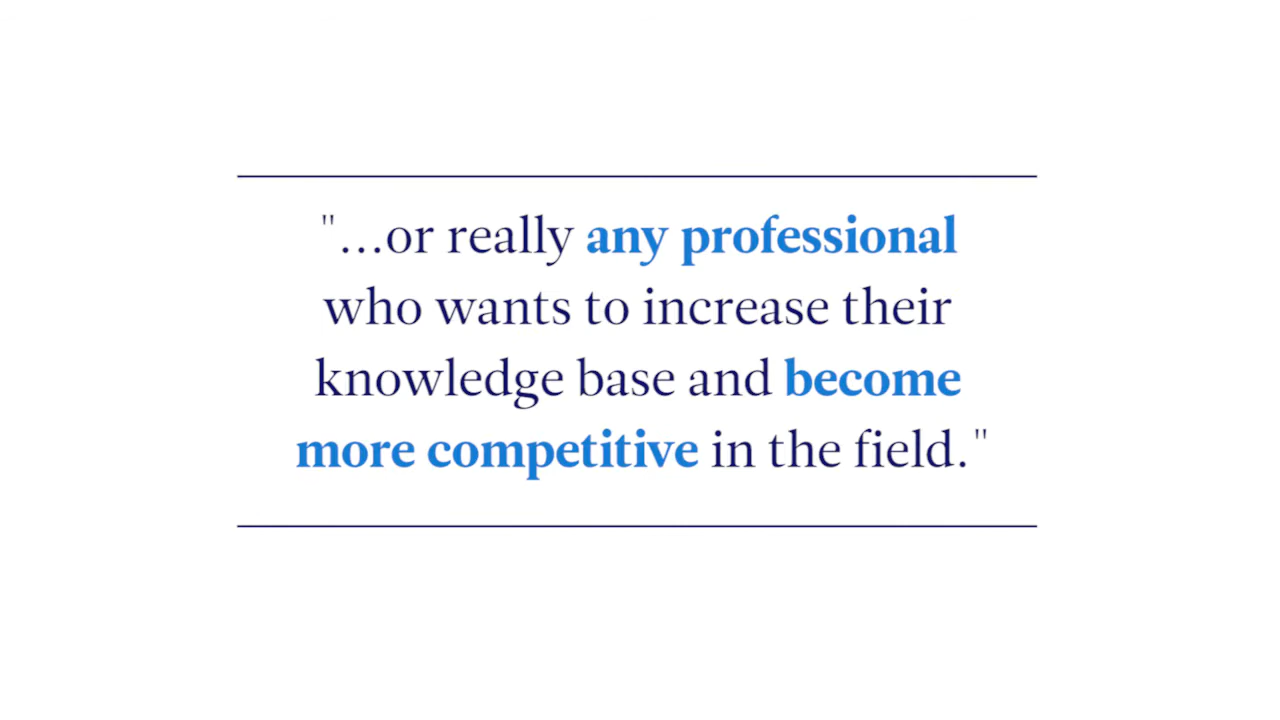 "...or really any professional
who wants to increase their
knowledge base and become
more competitive in the field."